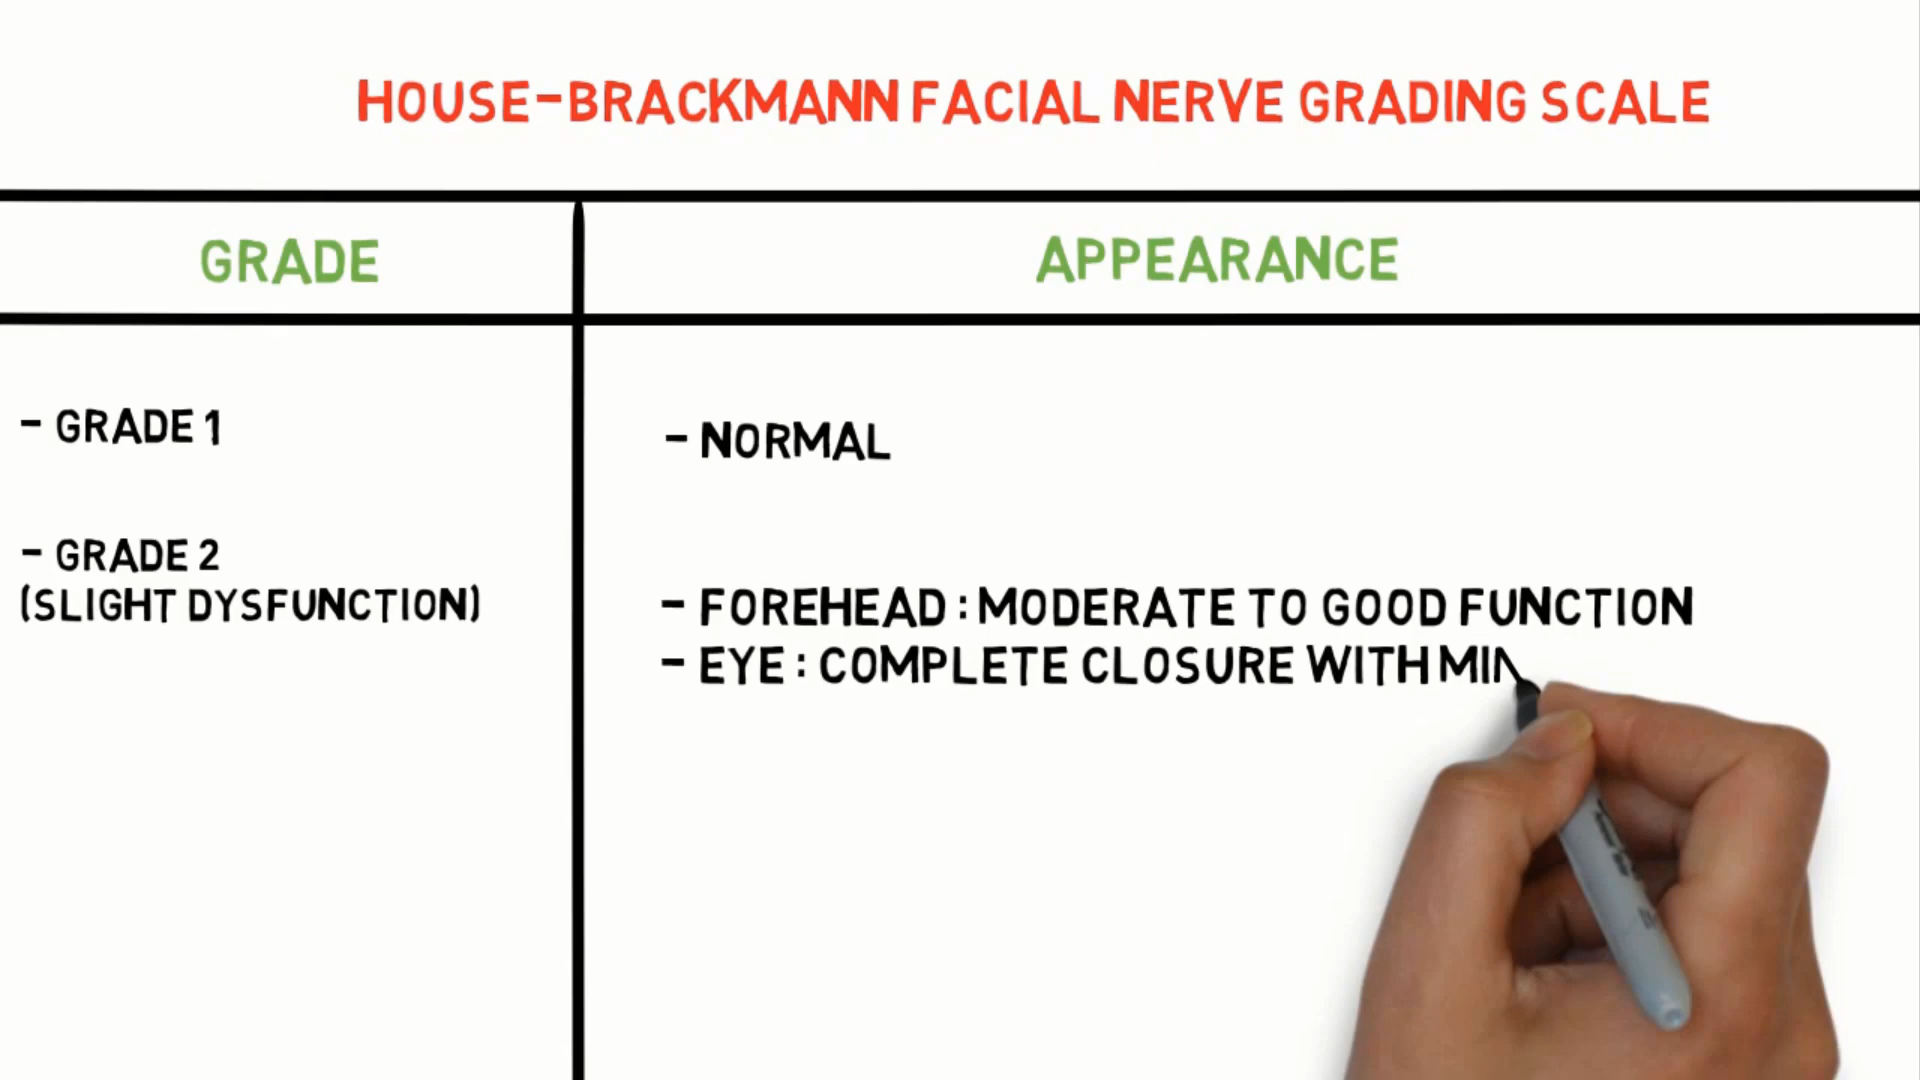 HOUSE-BRACKMANN FACIAL NERVE GRADING SCALE
GRADE
APPEARANCE
- GRADE 1
- NORMAL
- GRADE 2
(SLIGHT DYSFUNCTION)
- FOREHEAD : MODERATE TO GOOD FUNCTION
- EYE : COMPLETE CLOSURE WITH MIN